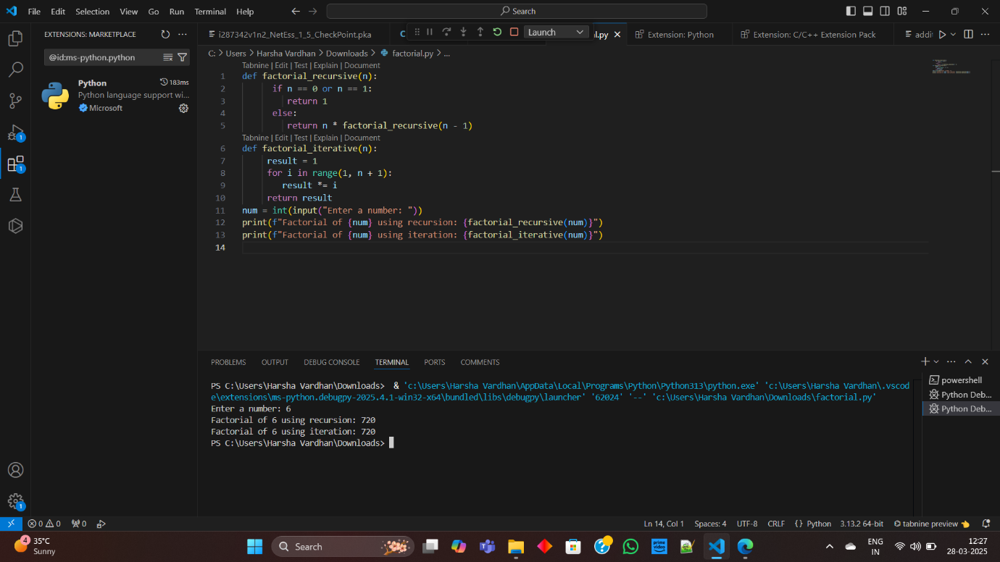 File Edit Selection View Go Run Terminal Help
Search
EXTENSIONS: MARKETPLACE
@id:ms-python.python
Python
183ms
Python language support wi...
Microsoft
1
1
1
i287342v1n2_NetEss_1_5_CheckPoint.pka
C
Launch
al.py
Extension: Python
Extension: C/C++ Extension Pack
addit
C: > Users > Harsha Vardhan > Downloads > factorial.py > ...
Tabnine | Edit | Test | Explain | Document
1 def factorial_recursive(n):
2 if n == 0 or n == 1:
3 return 1
4 else:
5 return n * factorial_recursive(n - 1)
Tabnine | Edit | Test | Explain | Document
6 def factorial_iterative(n):
7 result = 1
8 for i in range(1, n + 1):
9 result *= i
10 return result
11 num = int(input("Enter a number: "))
12 print(f"Factorial of {num} using recursion: {factorial_recursive(num)}")
13 print(f"Factorial of {num} using iteration: {factorial_iterative(num)}")
14
PROBLEMS OUTPUT DEBUG CONSOLE TERMINAL PORTS COMMENTS
PS C:\Users\Harsha Vardhan\Downloads> & 'c:\Users\Harsha Vardhan\AppData\Local\Programs\Python\Python313\python.exe' 'c:\Users\Harsha Vardhan\.vscod
e\extensions\ms-python.debugpy-2025.4.1-win32-x64\bundled\libs\debugpy\launcher' '62024' '--' 'c:\Users\Harsha Vardhan\Downloads\factorial.py'
Enter a number: 6
Factorial of 6 using recursion: 720
Factorial of 6 using iteration: 720
PS C:\Users\Harsha Vardhan\Downloads>
powershell
Python Deb...
Python Deb...
0 0 0
Ln 14, Col 1 Spaces: 4 UTF-8 CRLF {} Python 3.13.2 64-bit tabnine preview
4
35°C
Sunny
Search
prime video
ENG
IN
12:27
28-03-2025